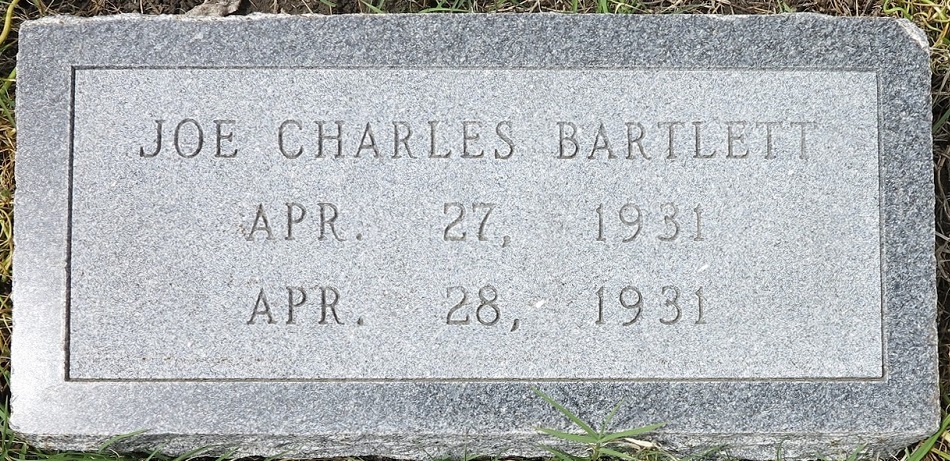 JOE CHARLES BARTLETT
APR. 27, 1931
APR. 28, 1931